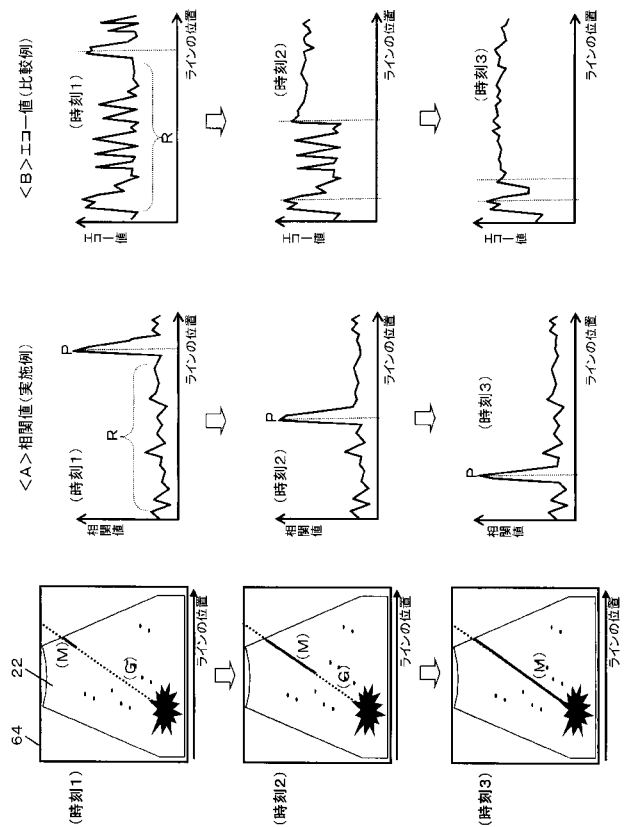 <B>エコー値(比較例)
エコー値
(時刻1)
R
ラインの位置
エコー値
(時刻2)
ラインの位置
エコー値
(時刻3)
ラインの位置
<A>相関値(実施例)
相関値
(時刻1)
R
P
ラインの位置
相関値
(時刻2)
P
ラインの位置
相関値
(時刻3)
P
ラインの位置
64
22
(時刻1)
(M)
(G)
ラインの位置
(時刻2)
(M)
(G)
ラインの位置
(時刻3)
(M)
ラインの位置